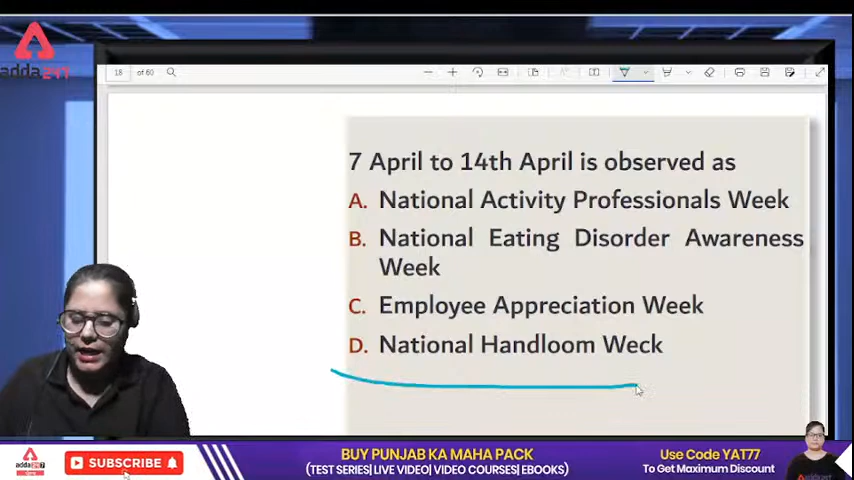 adda247
18 of 60
7 April to 14th April is observed as
A. National Activity Professionals Week
B. National Eating Disorder Awareness
Week
C. Employee Appreciation Week
D. National Handloom Weck
adda247
SUBSCRIBE
BUY PUNJAB KA MAHA PACK
(TEST SERIES| LIVE VIDEO| VIDEO COURSES| EBOOKS)
Use Code YAT77
To Get Maximum Discount